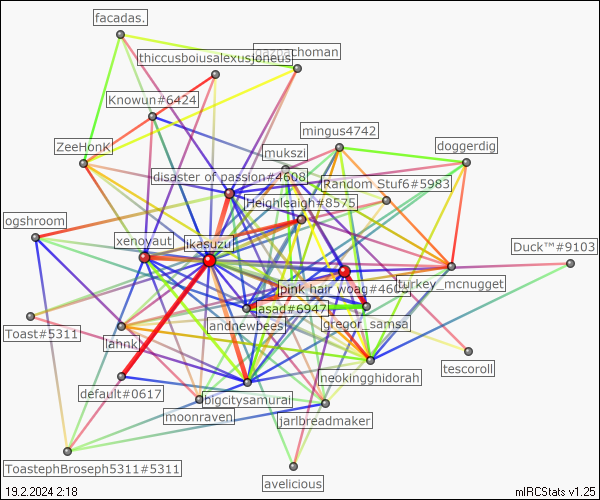 facadas.
thiccusboiusalexusjoneus
Knowun#6424
mingus4742
ZeeHonK
mukszi
doggerdig
disaster of passion#4608
Random Stuf6#5983
Heighleaigh#8575
ogshroom
xenoyaut
ikasuzu
Duck™#9103
pink hair woag#4608
turkey_mcnugget
asad#6947
andnewbees
gregor_samsa
Toast#5311
lahnk
tescoroll
neokingghidorah
default#0617
bigcitysamurai
moonraven
jarlbreadmaker
ToastephBroseph5311#5311
avelicious
19.2.2024 2:18
mIRCStats v1.25